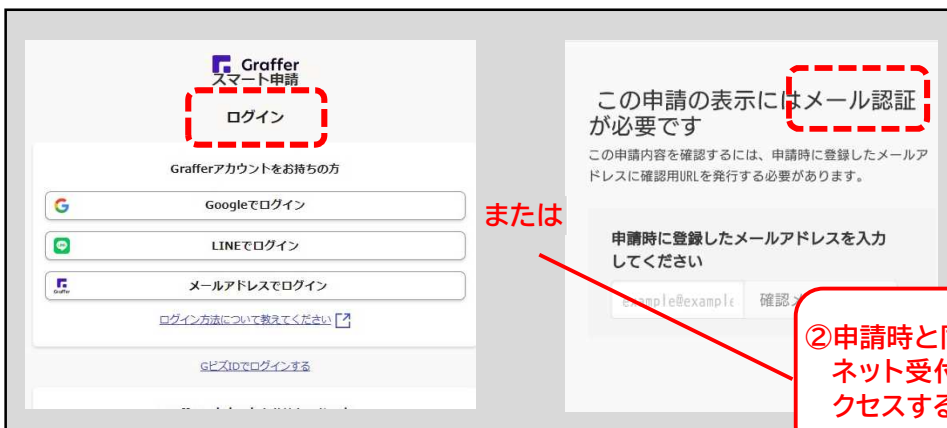 Graffer
スマート申請
ログイン
Grafferアカウントをお持ちの方
Googleでログイン
LINEでログイン
Graffer
メールアドレスでログイン
ログイン方法について教えてください
GビズIDでログインする
または
この申請の表示にはメール認証
が必要です
この申請内容を確認するには、申請時に登録したメールア
ドレスに確認用URLを発行する必要があります。
申請時に登録したメールアドレスを入力
してください
example@example 確認
②申請時と
ネット受付
クセスする